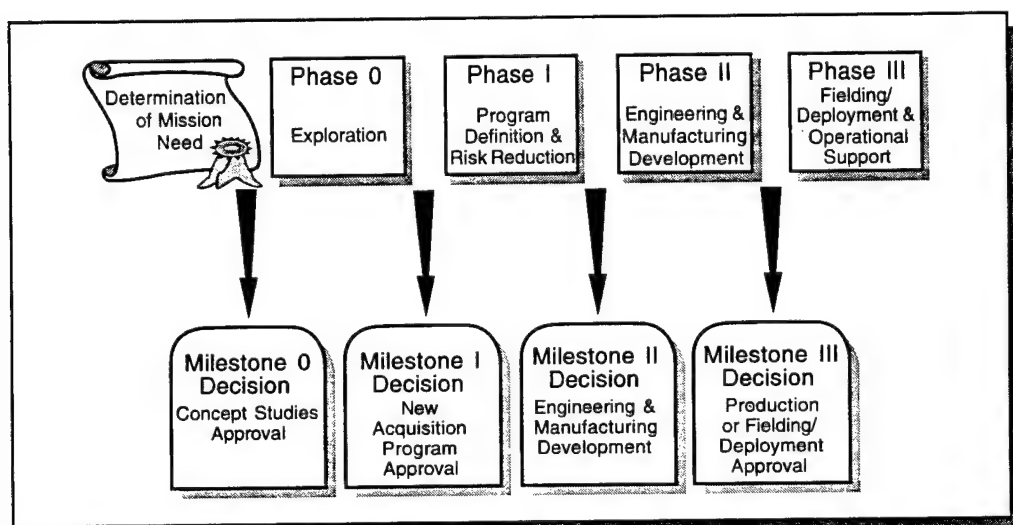 Determination
of Mission
Need
Phase 0
Exploration
Phase I
Program
Definition &
Risk Reduction
Phase II
Engineering &
Manufacturing
Development
Phase III
Fielding/
Deployment &
Operational
Support
Milestone 0
Decision
Concept Studies
Approval
Milestone I
Decision
New
Acquisition
Program
Approval
Milestone II
Decision
Engineering &
Manufacturing
Development
Milestone III
Decision
Production
or Fielding/
Deployment
Approval